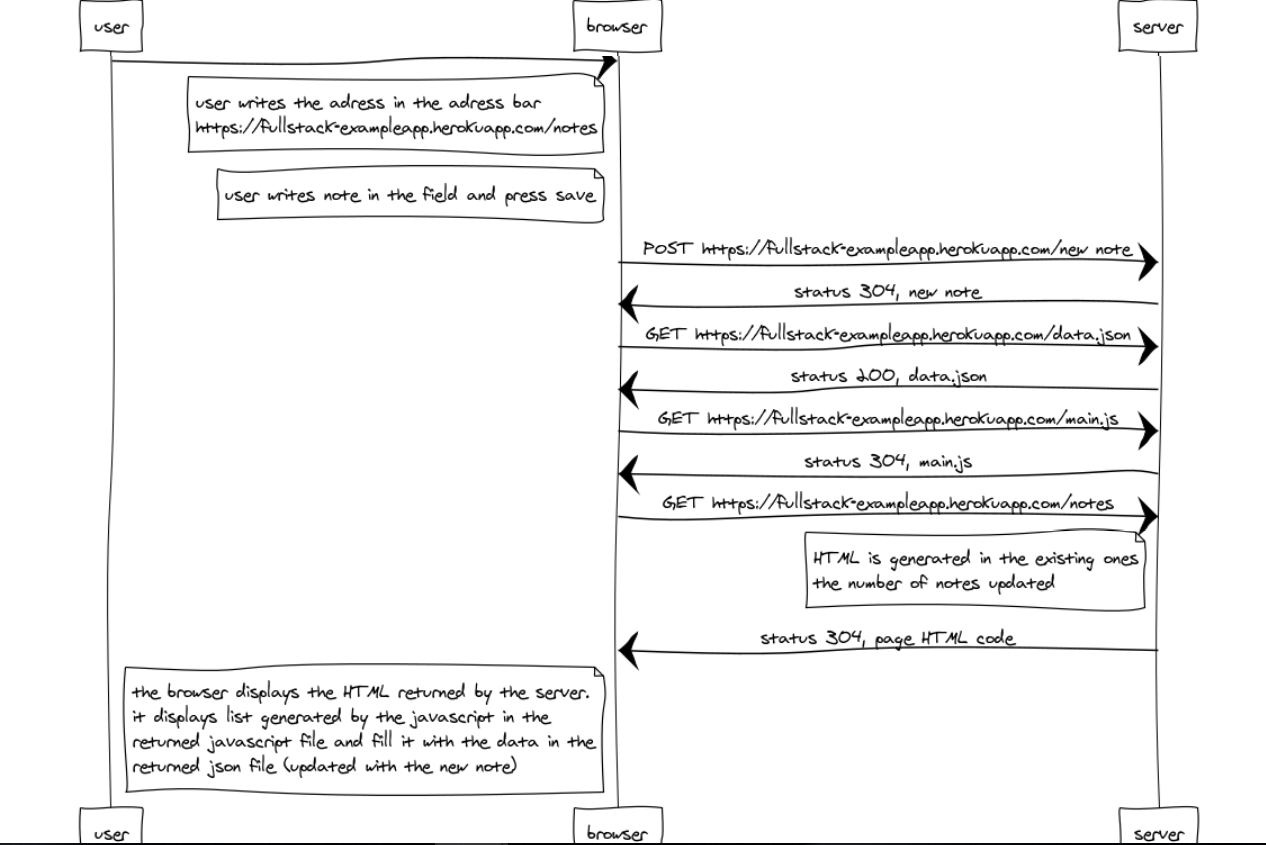 user
browser
server
user writes the adress in the adress bar
https://fullstack-exampleapp.herokuapp.com/notes
user writes note in the field and press save
POST https://fullstack-exampleapp.herokuapp.com/new note
status 304, new note
GET https://fullstack-exampleapp.herokuapp.com/data.json
status 200, data.json
GET https://fullstack-exampleapp.herokuapp.com/main.js
status 304, main.js
GET https://fullstack-exampleapp.herokuapp.com/notes
HTML is generated in the existing ones
the number of notes updated
status 304, page HTML code
the browser displays the HTML returned by the server.
it displays list generated by the javascript in the
returned javascript file and fill it with the data in the
returned json file (updated with the new note)
user
browser
server